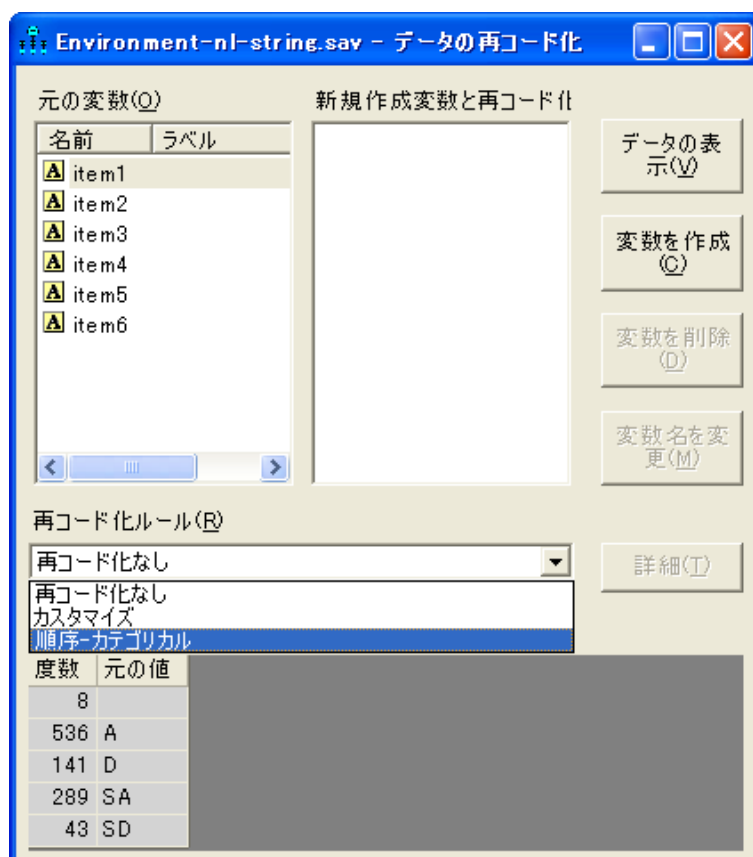 Environment-nl-string.sav - データの再コード化
元の変数(O)
新規作成変数と再コード化
名前 ラベル
item1
item2
item3
item4
item5
item6
データの表示(V)
変数を作成(C)
変数を削除(D)
変数名を変更(M)
再コード化ルール(R)
再コード化なし
詳細(T)
再コード化なし
カスタマイズ
順序-カテゴリカル
度数 元の値
8
536 A
141 D
289 SA
43 SD